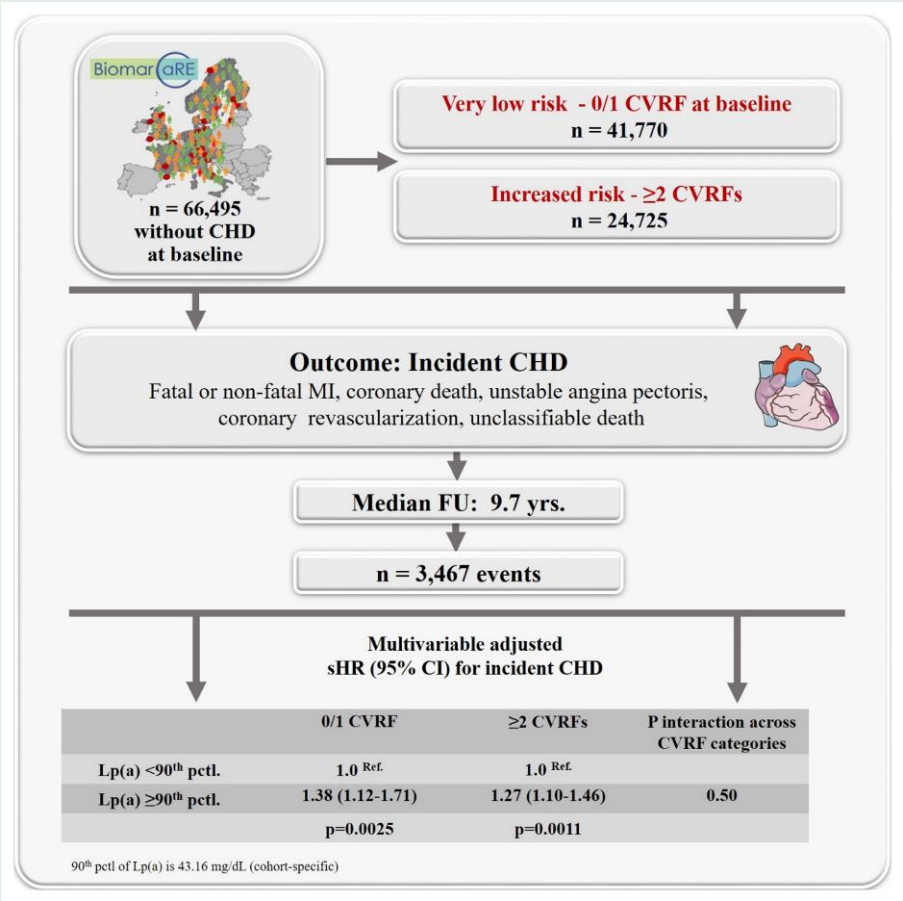 BiomarCaRE
n = 66,495
without CHD
at baseline
Very low risk - 0/1 CVRF at baseline
n = 41,770
Increased risk - ≥2 CVRFs
n = 24,725
Outcome: Incident CHD
Fatal or non-fatal MI, coronary death, unstable angina pectoris,
coronary revascularization, unclassifiable death
Median FU: 9.7 yrs.
n = 3,467 events
Multivariable adjusted
sHR (95% CI) for incident CHD
0/1 CVRF ≥2 CVRFs P interaction across
CVRF categories
Lp(a) <90th pctl. 1.0 Ref. 1.0 Ref.
Lp(a) ≥90th pctl. 1.38 (1.12-1.71) 1.27 (1.10-1.46) 0.50
p=0.0025 p=0.0011
90th pctl of Lp(a) is 43.16 mg/dL (cohort-specific)